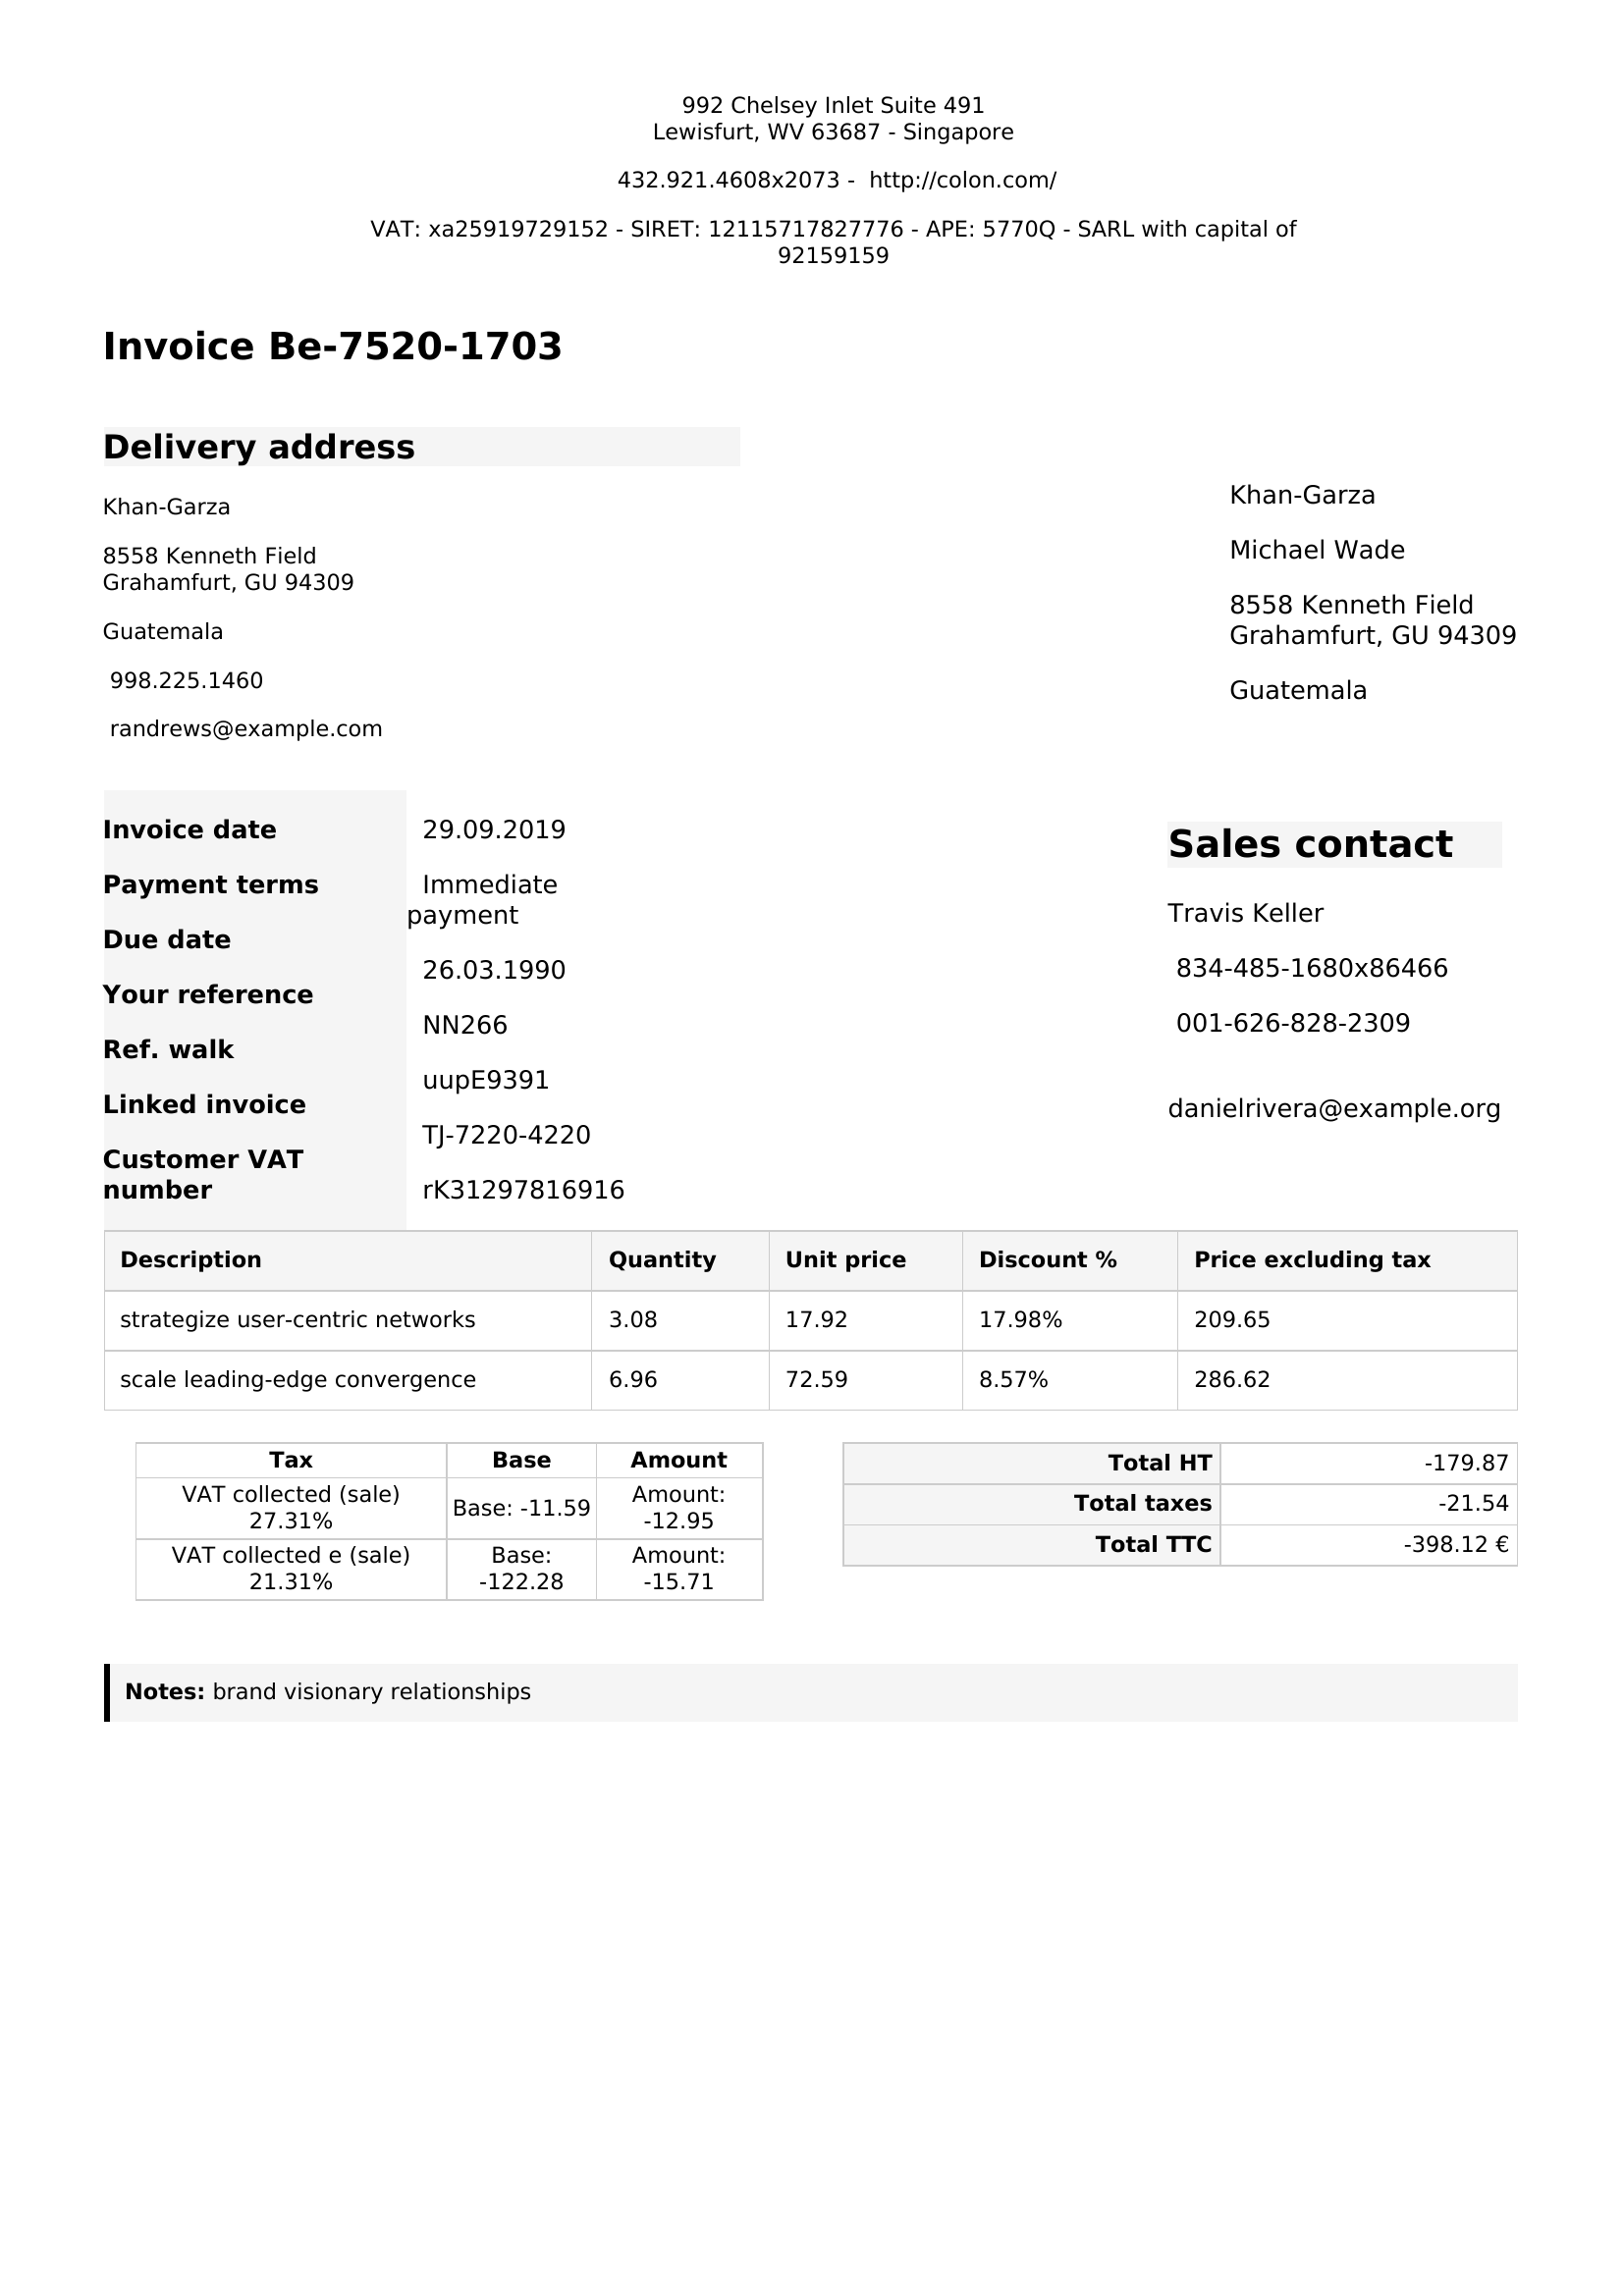 992 Chelsey Inlet Suite 491
Lewisfurt, WV 63687 - Singapore
432.921.4608x2073 - http://colon.com/
VAT: xa25919729152 - SIRET: 12115717827776 - APE: 5770Q - SARL with capital of
92159159
Invoice Be-7520-1703
Delivery address
Khan-Garza
8558 Kenneth Field
Grahamfurt, GU 94309
Guatemala
998.225.1460
randrews@example.com
Khan-Garza
Michael Wade
8558 Kenneth Field
Grahamfurt, GU 94309
Guatemala
Invoice date
Payment terms
Due date
Your reference
Ref. walk
Linked invoice
Customer VAT
number
29.09.2019
Immediate
payment
26.03.1990
NN266
uupE9391
TJ-7220-4220
rK31297816916
Sales contact
Travis Keller
834-485-1680x86466
001-626-828-2309
danielrivera@example.org
Description Quantity Unit price Discount % Price excluding tax
strategize user-centric networks 3.08 17.92 17.98% 209.65
scale leading-edge convergence 6.96 72.59 8.57% 286.62
Tax Base Amount
VAT collected (sale)
27.31%
Base: -11.59
Amount:
-12.95
VAT collected e (sale)
21.31%
Base:
-122.28
Amount:
-15.71
Total HT -179.87
Total taxes -21.54
Total TTC -398.12 €
Notes: brand visionary relationships